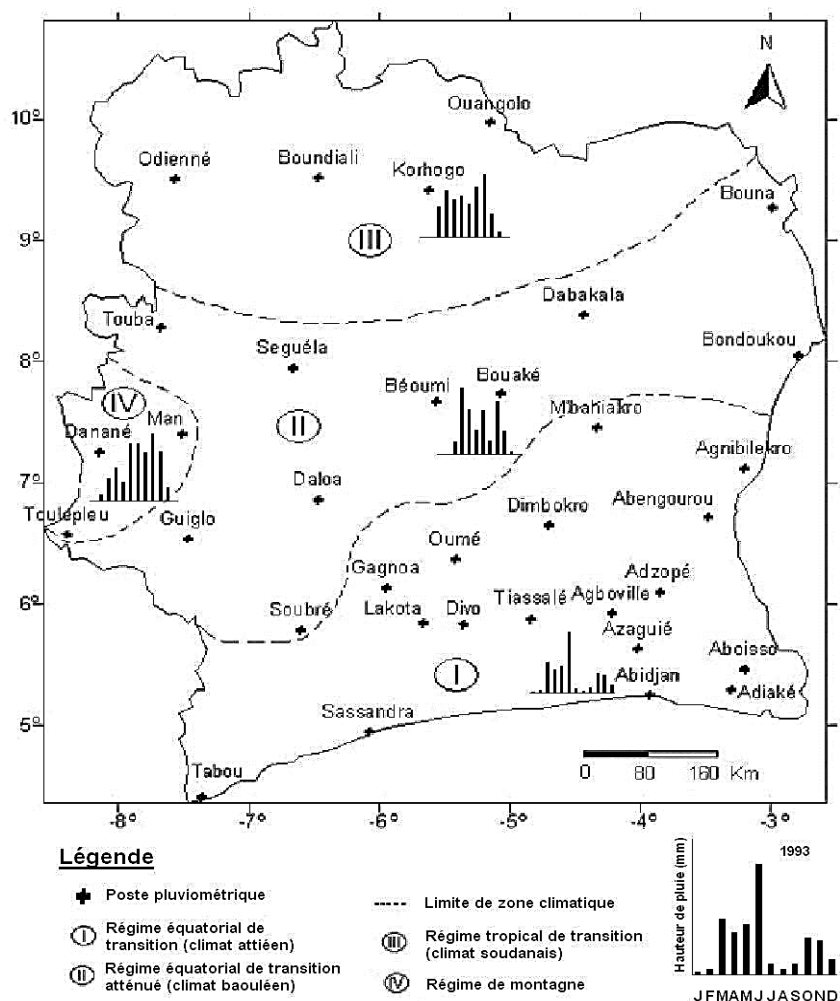 N
Ouangolo
10º
Odienné
Boundiali
Korhogo
Bouna
9º
III
Dabakala
Touba
Bondoukou
8º
Seguéla
Béoumi
Bouaké
IV
Man
II
M'bahiakro
Danané
Agnibilekro
7º
Daloa
Dimbokro
Abengourou
Toulépleu
Guiglo
Oumé
Gagnoa
Adzopé
6º
Soubré
Lakota
Divo
Tiassalé
Agboville
Azaguié
I
Aboisso
Abidjan
Adiaké
5º
Sassandra
Tabou
0 80 160 Km
-8º -7º -6º -5º -4º -3º
Légende
Poste pluviométrique
I Régime équatorial de
transition (climat attiéen)
II Régime équatorial de transition
atténué (climat baouléen)
Limite de zone climatique
III Régime tropical de transition
(climat soudanais)
IV Régime de montagne
Hauteur de pluie (mm)
1993
J F M A M J J A S O N D